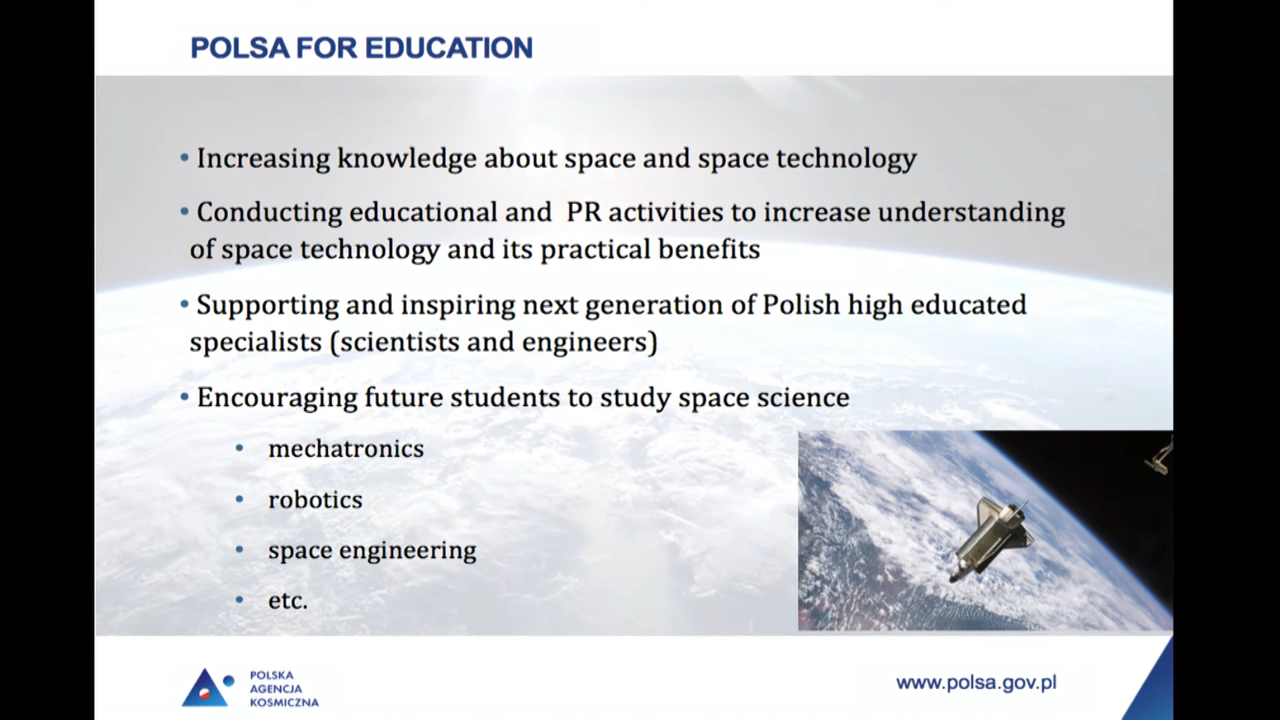 POLSA FOR EDUCATION
• Increasing knowledge about space and space technology
• Conducting educational and  PR activities to increase understanding
of space technology and its practical benefits
• Supporting and inspiring next generation of Polish high educated
specialists (scientists and engineers)
• Encouraging future students to study space science
• mechatronics
• robotics
• space engineering
• etc.
POLSKA
AGENCJA
KOSMICZNA
www.polsa.gov.pl